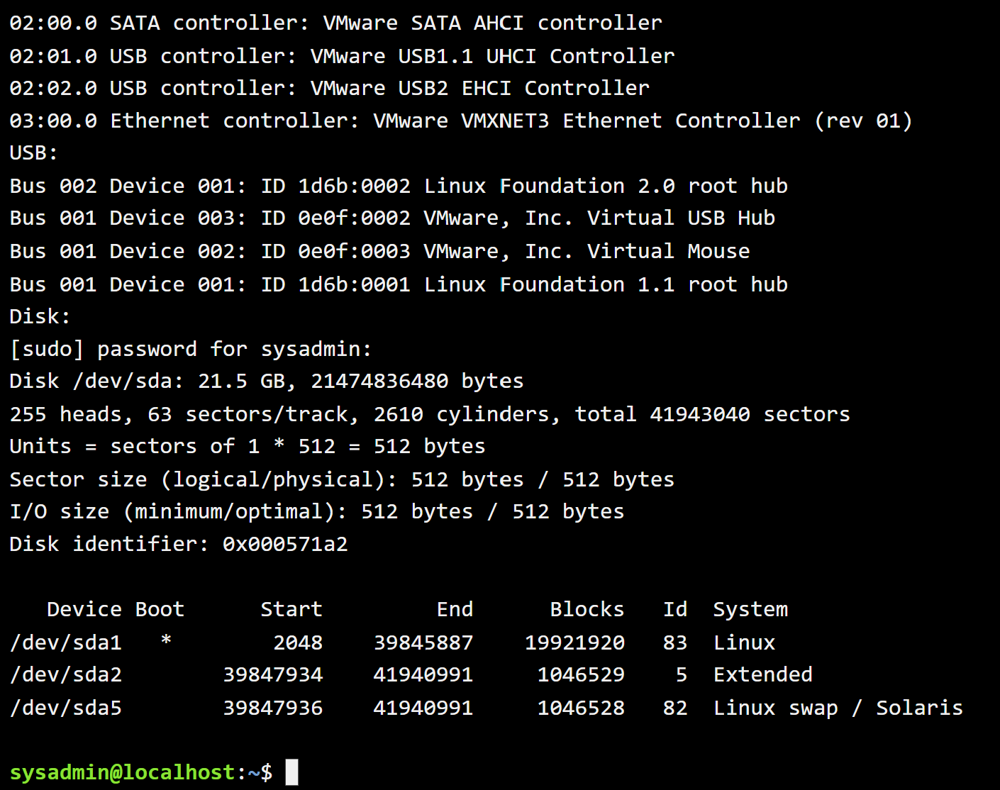 02:00.0 SATA controller: VMware SATA AHCI controller
02:01.0 USB controller: VMware USB1.1 UHCI Controller
02:02.0 USB controller: VMware USB2 EHCI Controller
03:00.0 Ethernet controller: VMware VMXNET3 Ethernet Controller (rev 01)
USB:
Bus 002 Device 001: ID 1d6b:0002 Linux Foundation 2.0 root hub
Bus 001 Device 003: ID 0e0f:0002 VMware, Inc. Virtual USB Hub
Bus 001 Device 002: ID 0e0f:0003 VMware, Inc. Virtual Mouse
Bus 001 Device 001: ID 1d6b:0001 Linux Foundation 1.1 root hub
Disk:
[sudo] password for sysadmin:
Disk /dev/sda: 21.5 GB, 21474836480 bytes
255 heads, 63 sectors/track, 2610 cylinders, total 41943040 sectors
Units = sectors of 1 * 512 = 512 bytes
Sector size (logical/physical): 512 bytes / 512 bytes
I/O size (minimum/optimal): 512 bytes / 512 bytes
Disk identifier: 0x000571a2

   Device Boot      Start         End      Blocks   Id  System
/dev/sda1   *        2048    39845887    19921920   83  Linux
/dev/sda2        39847934    41940991     1046529    5  Extended
/dev/sda5        39847936    41940991     1046528   82  Linux swap / Solaris

sysadmin@localhost:~$